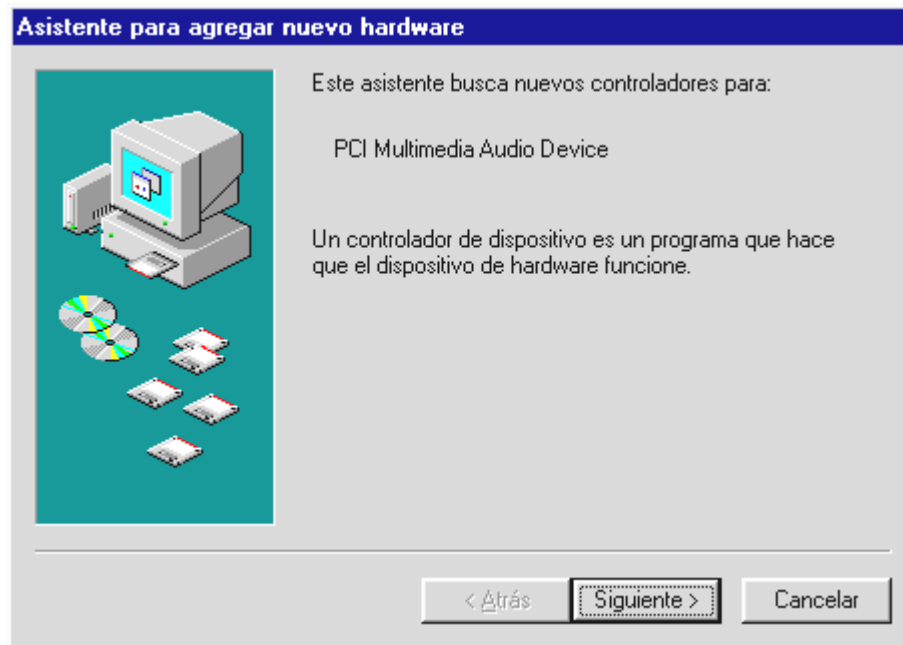 Asistente para agregar nuevo hardware
Este asistente busca nuevos controladores para:
PCI Multimedia Audio Device
Un controlador de dispositivo es un programa que hace
que el dispositivo de hardware funcione.
< Atrás
Siguiente >
Cancelar